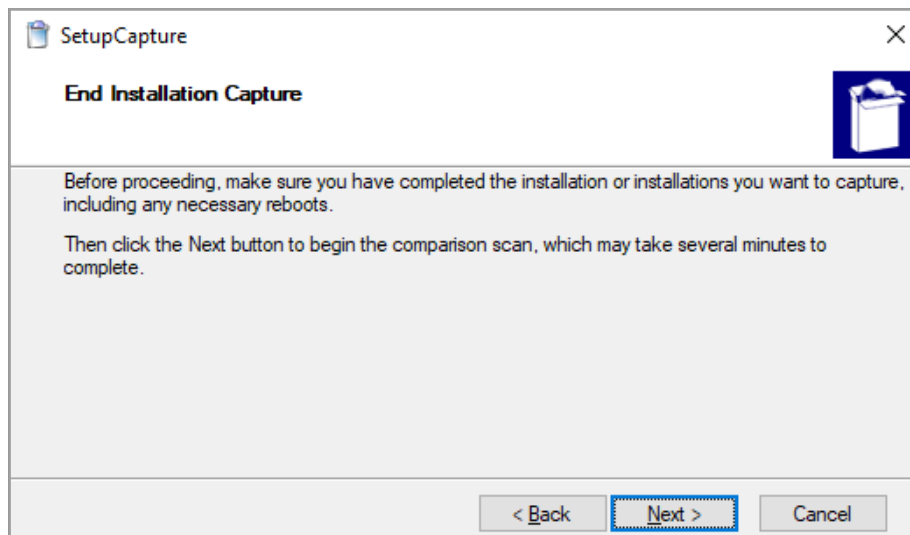 SetupCapture
End Installation Capture
Before proceeding, make sure you have completed the installation or installations you want to capture,
including any necessary reboots.
Then click the Next button to begin the comparison scan, which may take several minutes to
complete.
< Back
Next >
Cancel